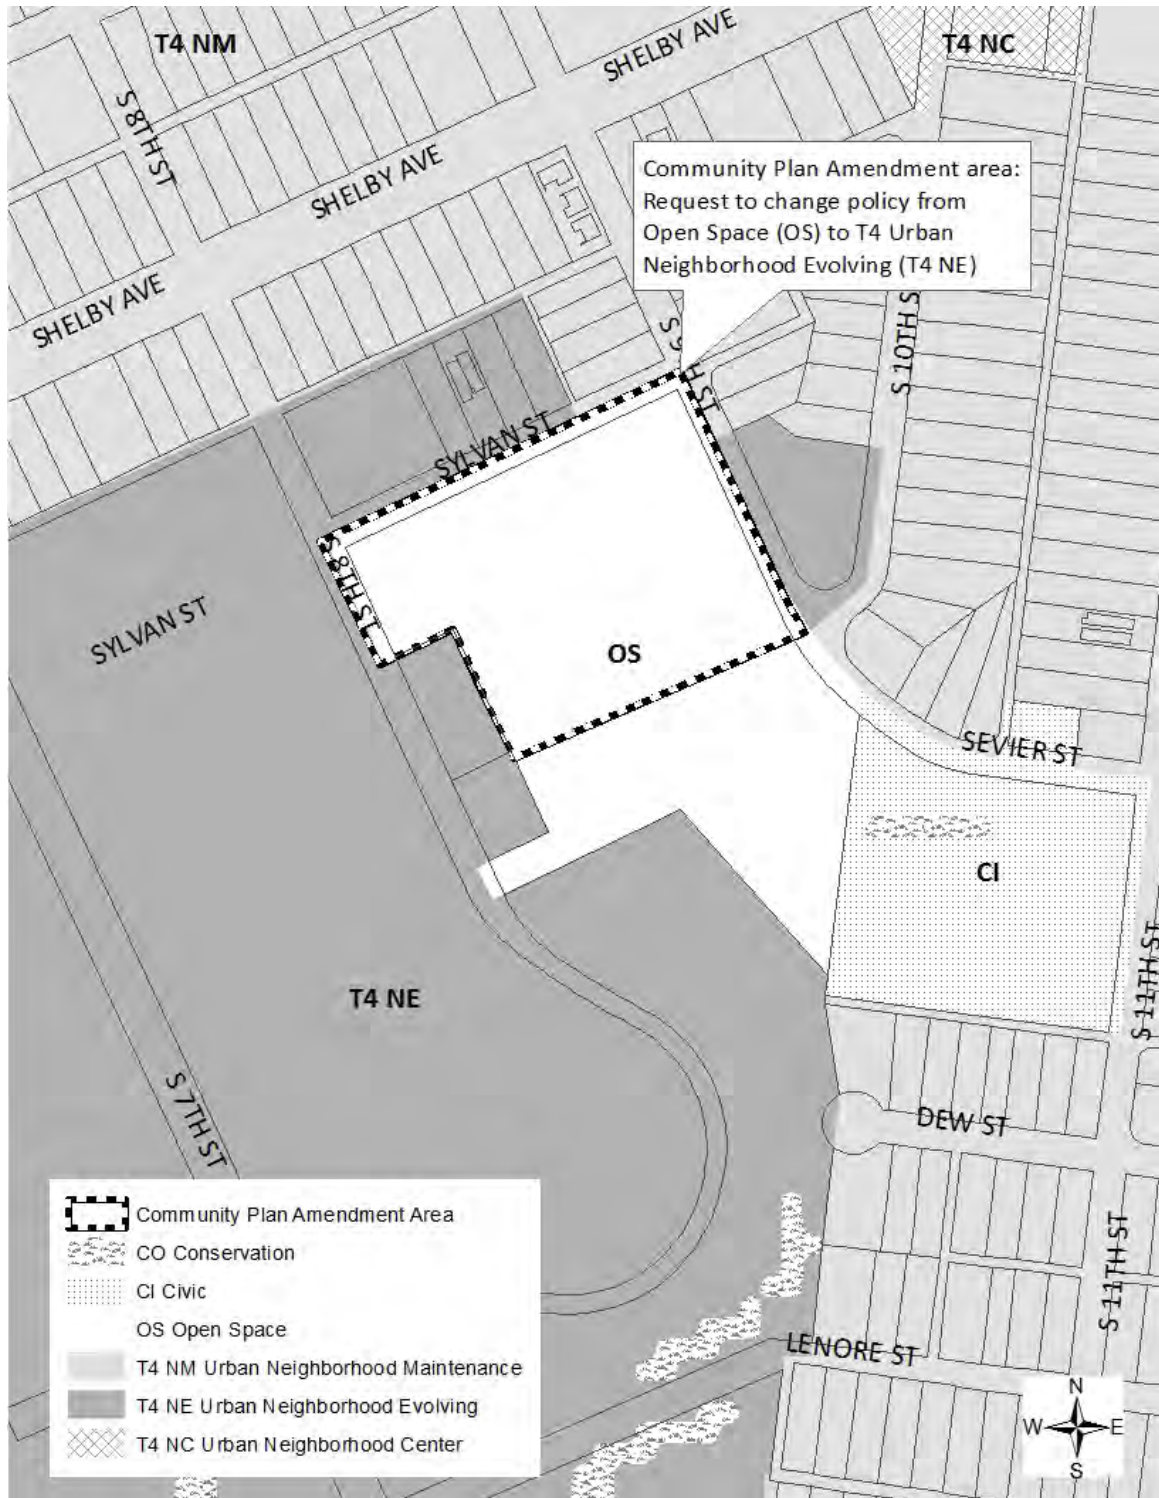 T4 NM
SHELBY AVE
T4 NC
S 8TH ST
SHELBY AVE
Community Plan Amendment area:
Request to change policy from
Open Space (OS) to T4 Urban
Neighborhood Evolving (T4 NE)
SHELBY AVE
S 9TH ST
S 10TH S
SYLVAN ST
S 8TH ST
SYLVAN ST
OS
SEVIER ST
CI
S 11TH ST
T4 NE
S 7TH ST
DEW ST
S 11TH ST
LENORE ST
Community Plan Amendment Area
CO Conservation
CI Civic
OS Open Space
T4 NM Urban Neighborhood Maintenance
T4 NE Urban Neighborhood Evolving
T4 NC Urban Neighborhood Center
N
W E
S